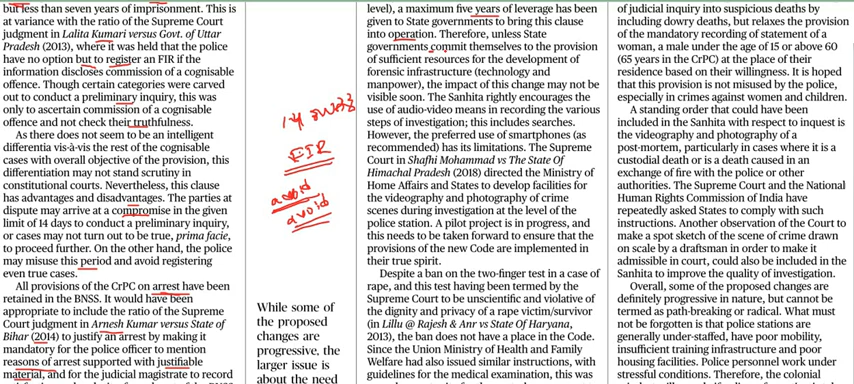 but less than seven years of imprisonment. This is
at variance with the ratio of the Supreme Court
judgment in Lalita Kumari versus Govt. of Uttar
Pradesh (2013), where it was held that the police
have no option but to register an FIR if the
information discloses commission of a cognisable
offence. Though certain categories were carved
out to conduct a preliminary inquiry, this was
only to ascertain commission of a cognisable
offence and not check their truthfulness.
As there does not seem to be an intelligent
differentia vis-à-vis the rest of the cognisable
cases with overall objective of the provision, this
differentiation may not stand scrutiny in
constitutional courts. Nevertheless, this clause
has advantages and disadvantages. The parties at
dispute may arrive at a compromise in the given
limit of 14 days to conduct a preliminary inquiry,
or cases may not turn out to be true, prima facie,
to proceed further. On the other hand, the police
may misuse this period and avoid registering
even true cases.
All provisions of the CrPC on arrest have been
retained in the BNSS. It would have been
appropriate to include the ratio of the Supreme
Court judgment in Arnesh Kumar versus State of
Bihar (2014) to justify an arrest by making it
mandatory for the police officer to mention
reasons of arrest supported with justifiable
material, and for the judicial magistrate to record
14
FIR
avoid
avoid
While some of
the proposed
changes are
progressive, the
larger issue is
about the need
level), a maximum five years of leverage has been
given to State governments to bring this clause
into operation. Therefore, unless State
governments commit themselves to the provision
of sufficient resources for the development of
forensic infrastructure (technology and
manpower), the impact of this change may not be
visible soon. The Sanhita rightly encourages the
use of audio-video means in recording the various
steps of investigation; this includes searches.
However, the preferred use of smartphones (as
recommended) has its limitations. The Supreme
Court in Shafhi Mohammad vs The State Of
Himachal Pradesh (2018) directed the Ministry of
Home Affairs and States to develop facilities for
the videography and photography of crime
scenes during investigation at the level of the
police station. A pilot project is in progress, and
this needs to be taken forward to ensure that the
provisions of the new Code are implemented in
their true spirit.
Despite a ban on the two-finger test in a case of
rape, and this test having been termed by the
Supreme Court to be unscientific and violative of
the dignity and privacy of a rape victim/survivor
(in Lillu @ Rajesh & Anr vs State Of Haryana,
2013), the ban does not have a place in the Code.
Since the Union Ministry of Health and Family
Welfare had also issued similar instructions, with
guidelines for the medical examination, this was
of judicial inquiry into suspicious deaths by
including dowry deaths, but relaxes the provision
of the mandatory recording of statement of a
woman, a male under the age of 15 or above 60
(65 years in the CrPC) at the place of their
residence based on their willingness. It is hoped
that this provision is not misused by the police,
especially in crimes against women and children.
A standing order that could have been
included in the Sanhita with respect to inquest is
the videography and photography of a
post-mortem, particularly in cases where it is a
custodial death or is a death caused in an
exchange of fire with the police or other
authorities. The Supreme Court and the National
Human Rights Commission of India have
repeatedly asked States to comply with such
instructions. Another observation of the Court to
make a spot sketch of the scene of crime drawn
on scale by a draftsman in order to make it
admissible in court, could also be included in the
Sanhita to improve the quality of investigation.
Overall, some of the proposed changes are
definitely progressive in nature, but cannot be
termed as path-breaking or radical. What must
not be forgotten is that police stations are
generally under-staffed, have poor mobility,
insufficient training infrastructure and poor
housing facilities. Police personnel work under
stressful conditions. Therefore, the colonial